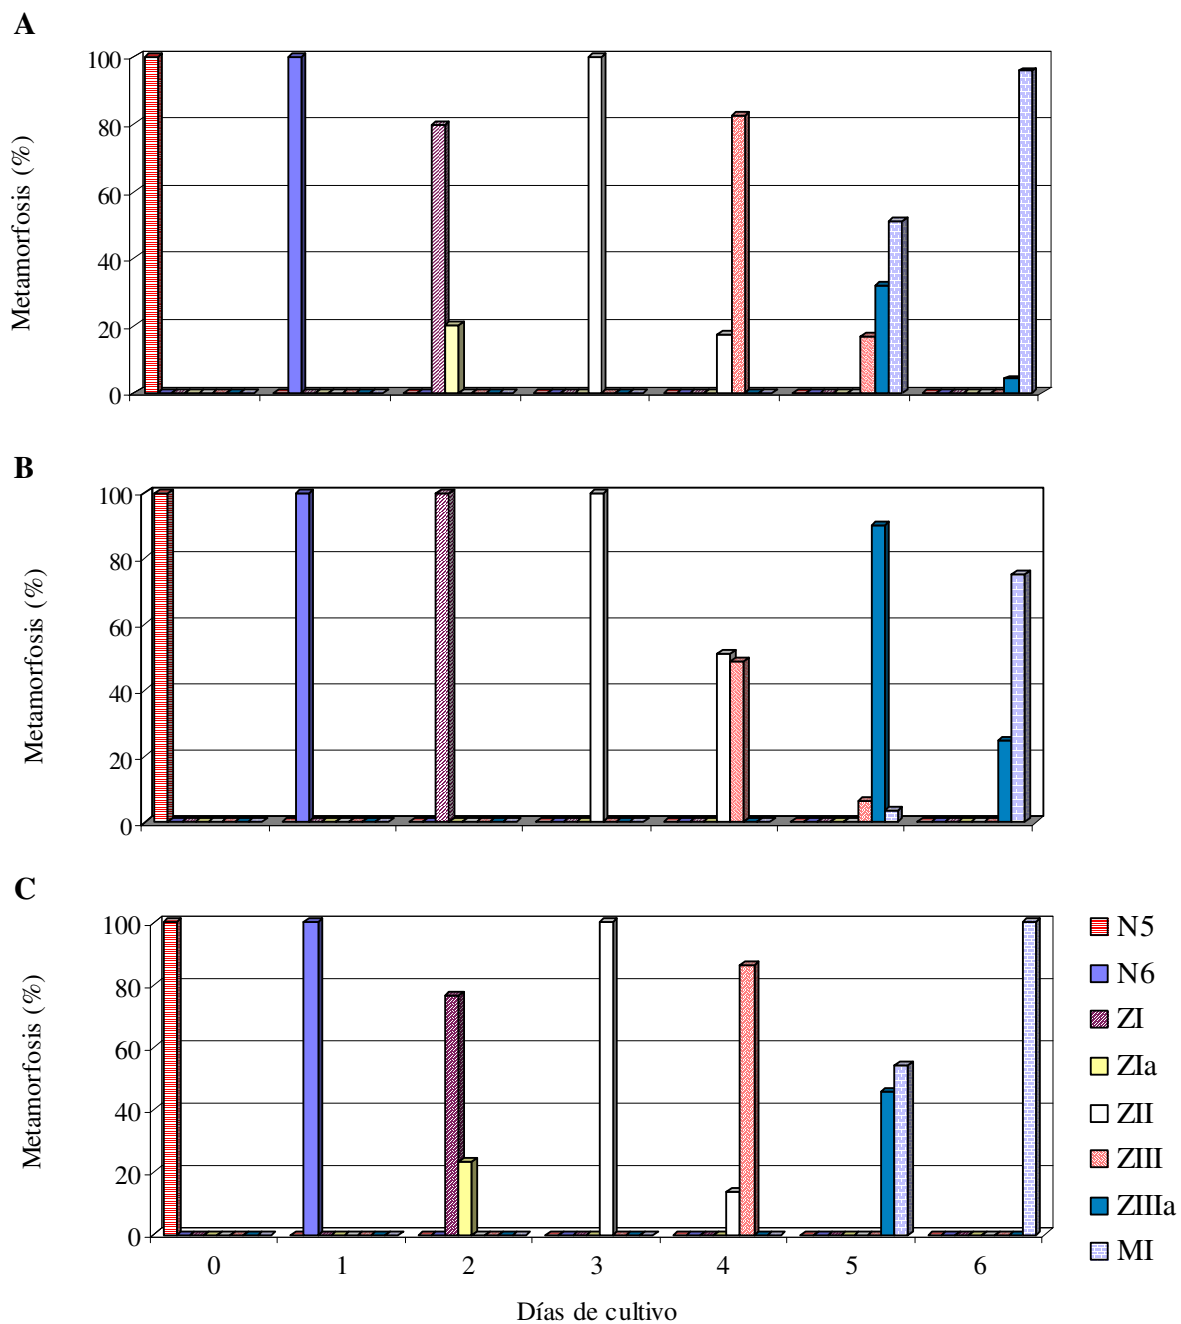 A
Metamorfosis (%)
100
80
60
40
20
0
B
Metamorfosis (%)
100
80
60
40
20
0
C
Metamorfosis (%)
100
80
60
40
20
0
0 1 2 3 4 5 6
Días de cultivo
N5
N6
ZI
ZIa
ZII
ZIII
ZIIIa
MI